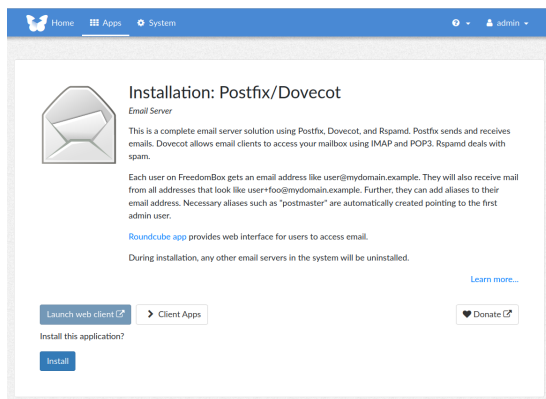 Home Apps System admin
Installation: Postfix/Dovecot
Email Server
This is a complete email server solution using Postfix, Dovecot, and Rspamd. Postfix sends and receives
emails. Dovecot allows email clients to access your mailbox using IMAP and POP3. Rspamd deals with
spam.
Each user on FreedomBox gets an email address like user@mydomain.example. They will also receive mail
from all addresses that look like user+foo@mydomain.example. Further, they can add aliases to their
email address. Necessary aliases such as "postmaster" are automatically created pointing to the first
admin user.
Roundcube app provides web interface for users to access email.
During installation, any other email servers in the system will be uninstalled.
Learn more...
Launch web client Client Apps Donate
Install this application?
Install